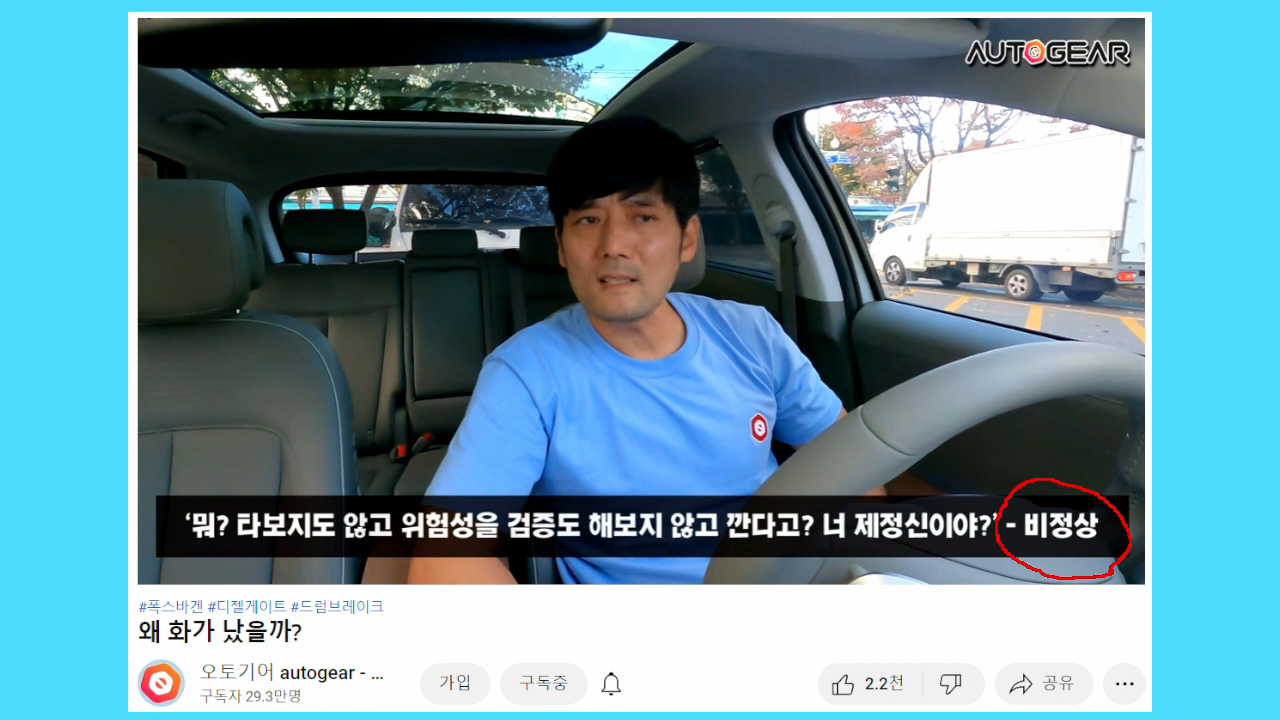 AUTOGEAR
‘뭐? 타보지도 않고 위험성을 검증도 해보지 않고 깐다고? 너 제정신이야?’ - 비정상
#폭스바겐 #디젤게이트 #드럼브레이크
왜 화가 났을까?
오토기어 autogear - ...
구독자 29.3만명
가입
구독중
2.2천
공유